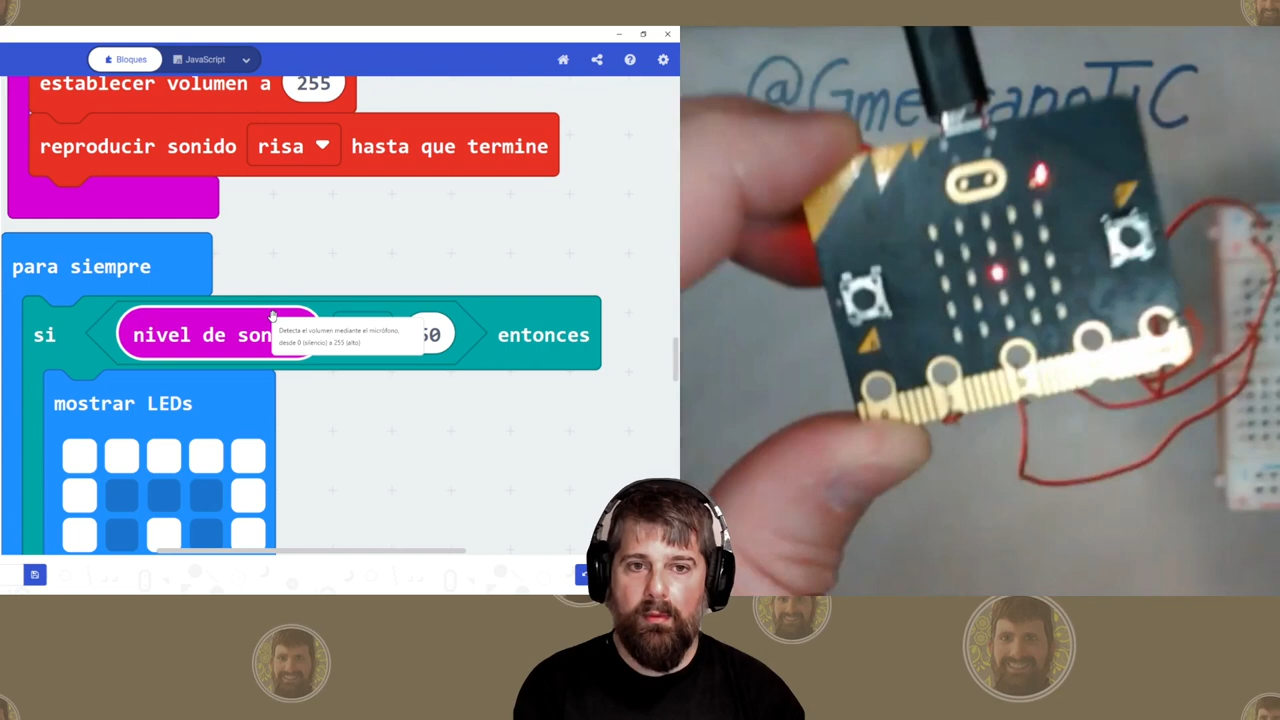 Bloques
JavaScript
establecer volumen a 255
reproducir sonido risa hasta que termine
para siempre
si nivel de son entonces
Detecta el volumen mediante el micrófono,
desde 0 (silencio) a 255 (alto)
mostrar LEDs